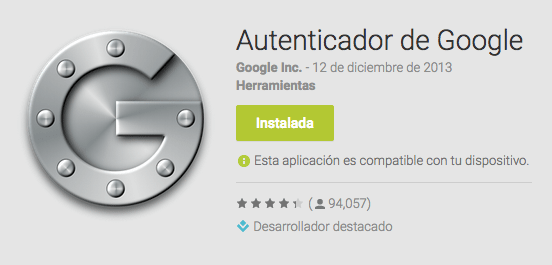 Autenticador de Google
Google Inc. - 12 de diciembre de 2013
Herramientas
Instalada
Esta aplicación es compatible con tu dispositivo.
(94,057)
Desarrollador destacado